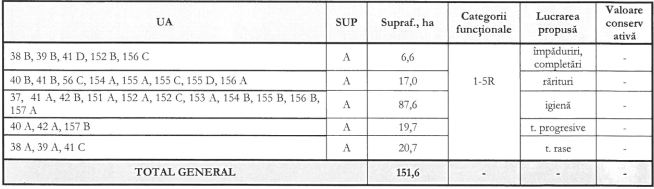 UA SUP Supraf., ha Categorii funcţionale Lucrarea propusă Valoare conserv ativă
38 B, 39 B, 41 D, 152 B, 156 C A 6,6 împăduriri, completări -
40 B, 41 B, 56 C, 154 A, 155 A, 155 C, 155 D, 156 A A 17,0 1-5R rărituri -
37, 41 A, 42 B, 151 A, 152 A, 152 C, 153 A, 154 B, 155 B, 156 B,
157 A A 87,6 igienă -
40 A, 42 A, 157 B A 19,7 t. progresive -
38 A, 39 A, 41 C A 20,7 t. rase -
TOTAL GENERAL 151,6 - - -